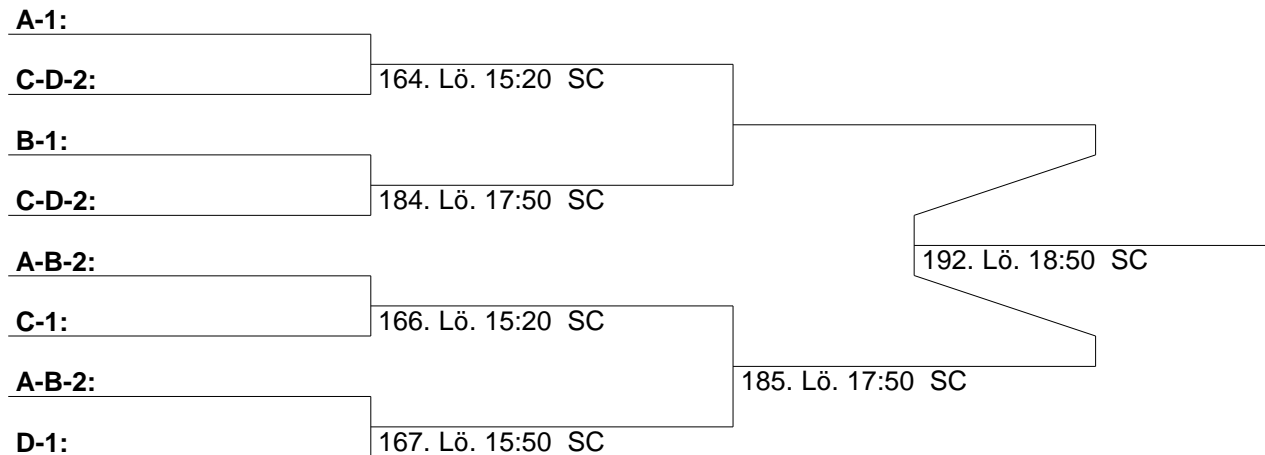 A-1:
C-D-2:
164. Lö. 15:20 SC
B-1:
C-D-2:
184. Lö. 17:50 SC
A-B-2:
192. Lö. 18:50 SC
C-1:
166. Lö. 15:20 SC
A-B-2:
185. Lö. 17:50 SC
D-1:
167. Lö. 15:50 SC